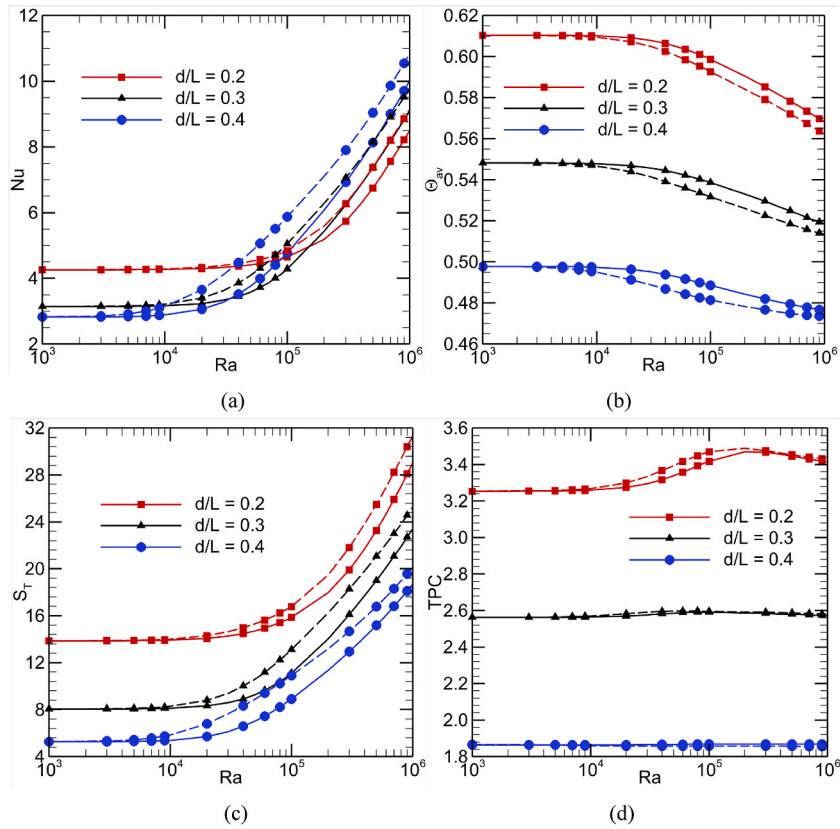 12
10
8
6
4
2
Nu
d/L = 0.2
d/L = 0.3
d/L = 0.4
10³ 10⁴ 10⁵ 10⁶
Ra
(a)
0.62
0.60
0.58
0.56
0.54
0.52
0.50
0.48
0.46
Θav
d/L = 0.2
d/L = 0.3
d/L = 0.4
10³ 10⁴ 10⁵ 10⁶
Ra
(b)
32
28
24
20
16
12
8
4
S_T
d/L = 0.2
d/L = 0.3
d/L = 0.4
10³ 10⁴ 10⁵ 10⁶
Ra
(c)
3.6
3.4
3.2
3.0
2.8
2.6
2.4
2.2
2.0
1.8
TPC
d/L = 0.2
d/L = 0.3
d/L = 0.4
10³ 10⁴ 10⁵ 10⁶
Ra
(d)